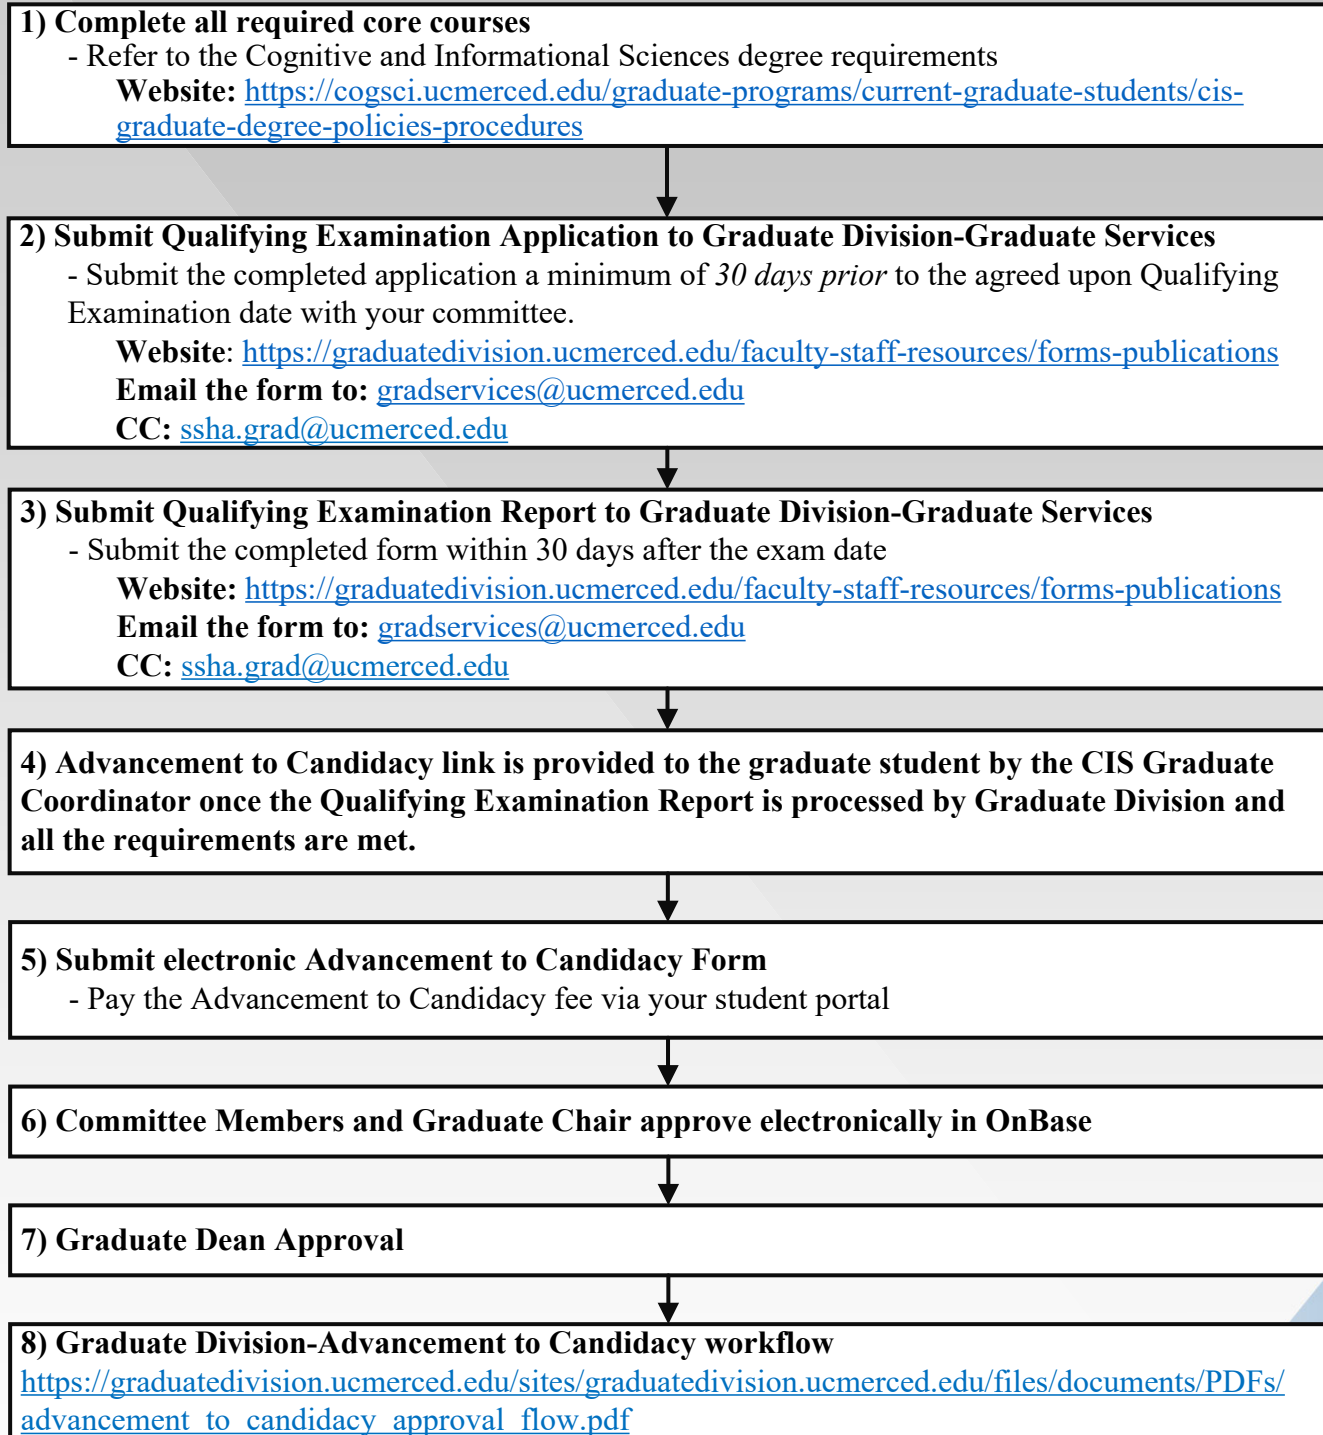 1) Complete all required core courses
- Refer to the Cognitive and Informational Sciences degree requirements
Website: https://cogsci.ucmerced.edu/graduate-programs/current-graduate-students/cis-
graduate-degree-policies-procedures
2) Submit Qualifying Examination Application to Graduate Division-Graduate Services
- Submit the completed application a minimum of 30 days prior to the agreed upon Qualifying
Examination date with your committee.
Website: https://graduatedivision.ucmerced.edu/faculty-staff-resources/forms-publications
Email the form to: gradservices@ucmerced.edu
CC: ssha.grad@ucmerced.edu
3) Submit Qualifying Examination Report to Graduate Division-Graduate Services
- Submit the completed form within 30 days after the exam date
Website: https://graduatedivision.ucmerced.edu/faculty-staff-resources/forms-publications
Email the form to: gradservices@ucmerced.edu
CC: ssha.grad@ucmerced.edu
4) Advancement to Candidacy link is provided to the graduate student by the CIS Graduate
Coordinator once the Qualifying Examination Report is processed by Graduate Division and
all the requirements are met.
5) Submit electronic Advancement to Candidacy Form
- Pay the Advancement to Candidacy fee via your student portal
6) Committee Members and Graduate Chair approve electronically in OnBase
7) Graduate Dean Approval
8) Graduate Division-Advancement to Candidacy workflow
https://graduatedivision.ucmerced.edu/sites/graduatedivision.ucmerced.edu/files/documents/PDFs/
advancement_to_candidacy_approval_flow.pdf